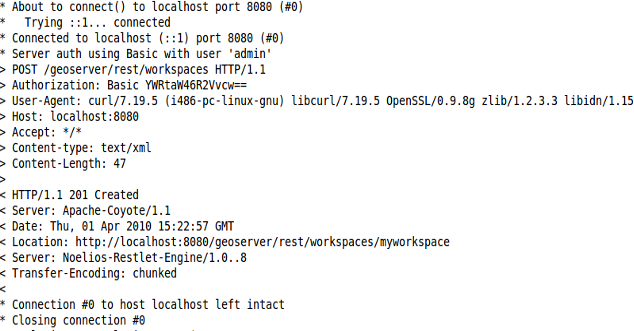 * About to connect() to localhost port 8080 (#0)
*   Trying ::1... connected
* Connected to localhost (::1) port 8080 (#0)
* Server auth using Basic with user 'admin'
> POST /geoserver/rest/workspaces HTTP/1.1
> Authorization: Basic YWRtaW46R2Vvcw==
> User-Agent: curl/7.19.5 (i486-pc-linux-gnu) libcurl/7.19.5 OpenSSL/0.9.8g zlib/1.2.3.3 libidn/1.15
> Host: localhost:8080
> Accept: */*
> Content-type: text/xml
> Content-Length: 47
>
< HTTP/1.1 201 Created
< Server: Apache-Coyote/1.1
< Date: Thu, 01 Apr 2010 15:22:57 GMT
< Location: http://localhost:8080/geoserver/rest/workspaces/myworkspace
< Server: Noelios-Restlet-Engine/1.0..8
< Transfer-Encoding: chunked
<
* Connection #0 to host localhost left intact
* Closing connection #0